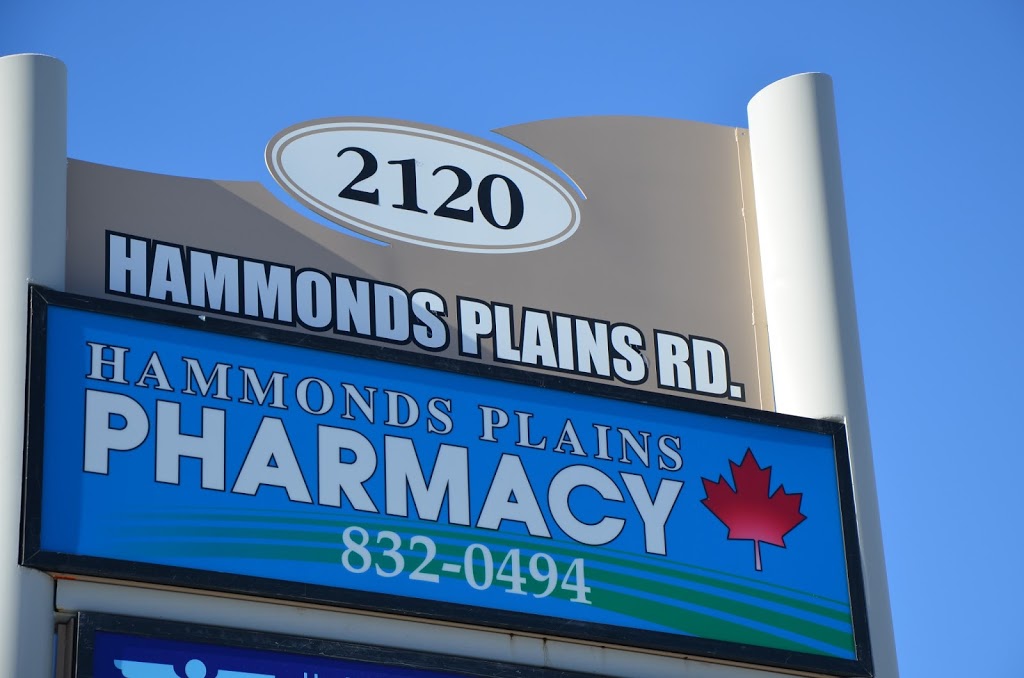 2120
HAMMONDS PLAINS RD.
HAMMONDS PLAINS
PHARMACY
832-0494